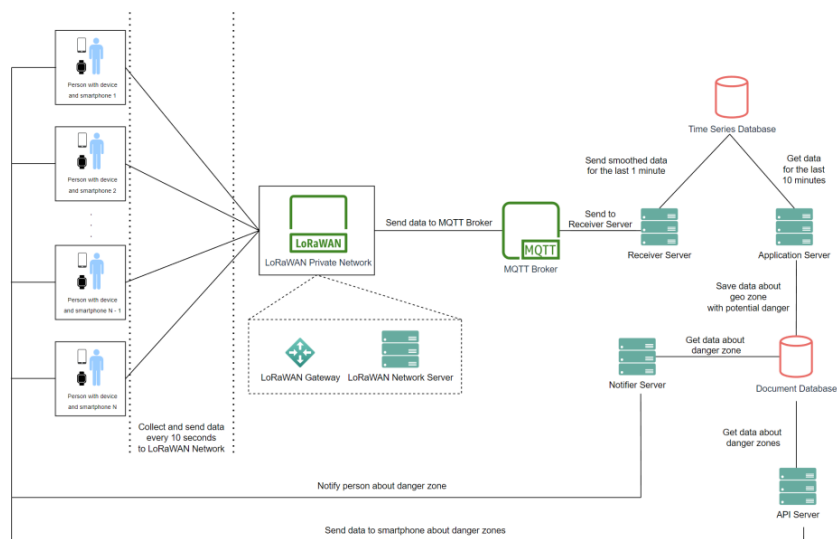 Person with device
and smartphone 1
Person with device
and smartphone 2
.
.
.
Person with device
and smartphone N - 1
Person with device
and smartphone N
Collect and send data
every 10 seconds
to LoRaWAN Network
LoRaWAN
LoRaWAN Private Network
LoRaWAN Gateway
LoRaWAN Network Server
Send data to MQTT Broker
MQTT
MQTT Broker
Send to
Receiver Server
Receiver Server
Send smoothed data
for the last 1 minute
Time Series Database
Get data
for the last
10 minutes
Application Server
Save data about
geo zone
with potential danger
Document Database
Get data about
danger zone
Notifier Server
Get data about
danger zones
API Server
Notify person about danger zone
Send data to smartphone about danger zones